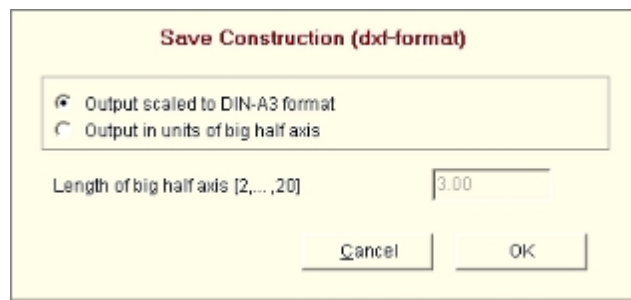 Save Construction (dxf-format)
Output scaled to DIN-A3 format
Output in units of big half axis
Length of big half axis [2,... ,20] 3.00
Cancel OK